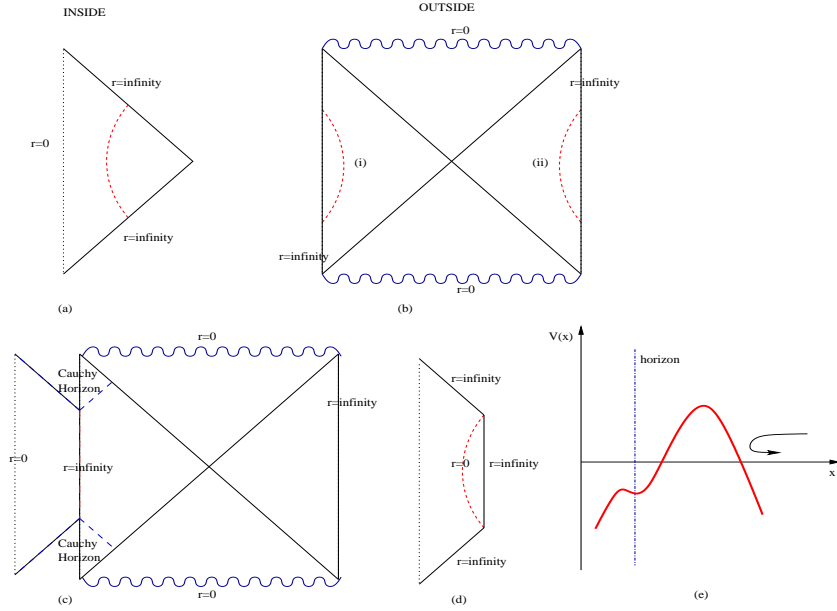 INSIDE
r=infinity
r=0
r=infinity
(a)
OUTSIDE
r=0
r=infinity
(i)
(ii)
r=infinity
r=0
(b)
r=0
Cauchy
Horizon
r=infinity
r=0
r=infinity
Cauchy
Horizon
r=0
(c)
r=infinity
r=0
r=infinity
r=infinity
(d)
V(x)
horizon
x
(e)